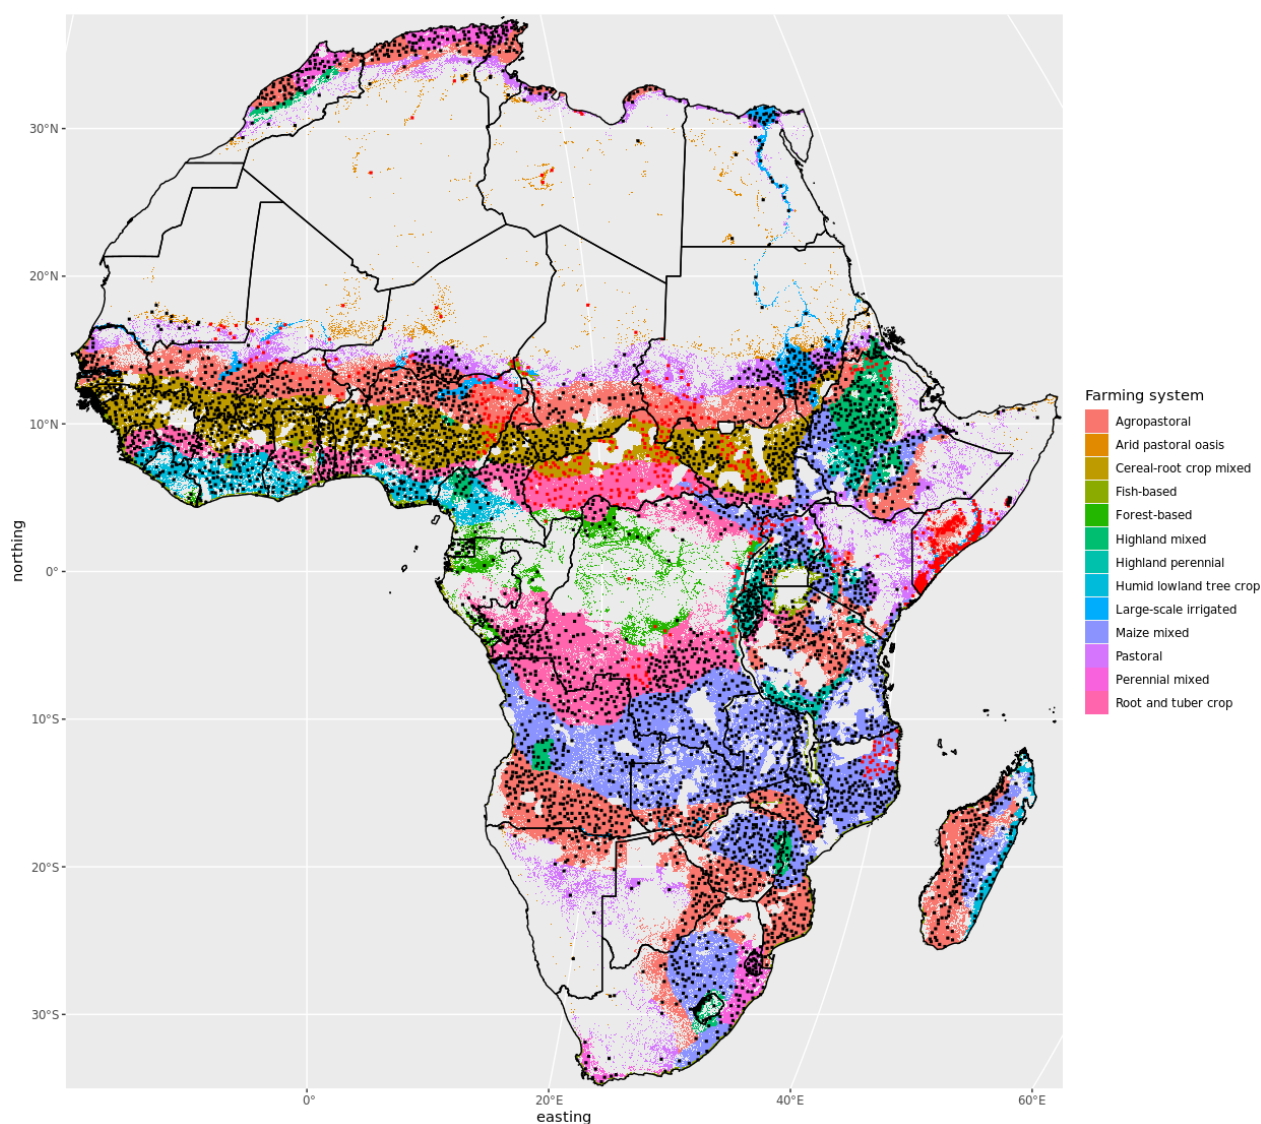 30°N
20°N
10°N
0°
10°S
20°S
30°S
northing
0°
20°E
40°E
60°E
easting
Farming system
Agropastoral
Arid pastoral oasis
Cereal-root crop mixed
Fish-based
Forest-based
Highland mixed
Highland perennial
Humid lowland tree crop
Large-scale irrigated
Maize mixed
Pastoral
Perennial mixed
Root and tuber crop